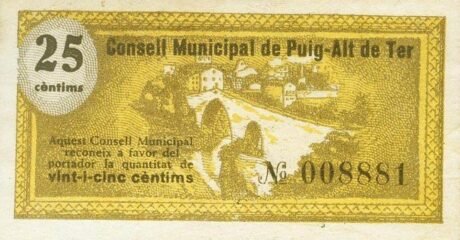 25
cèntims
Consell Municipal de Puig-Alt de Ter
Aquest Consell Municipal
reconeix a favor del
portador la quantitat de
vint-i-cinc cèntims
№ 008881